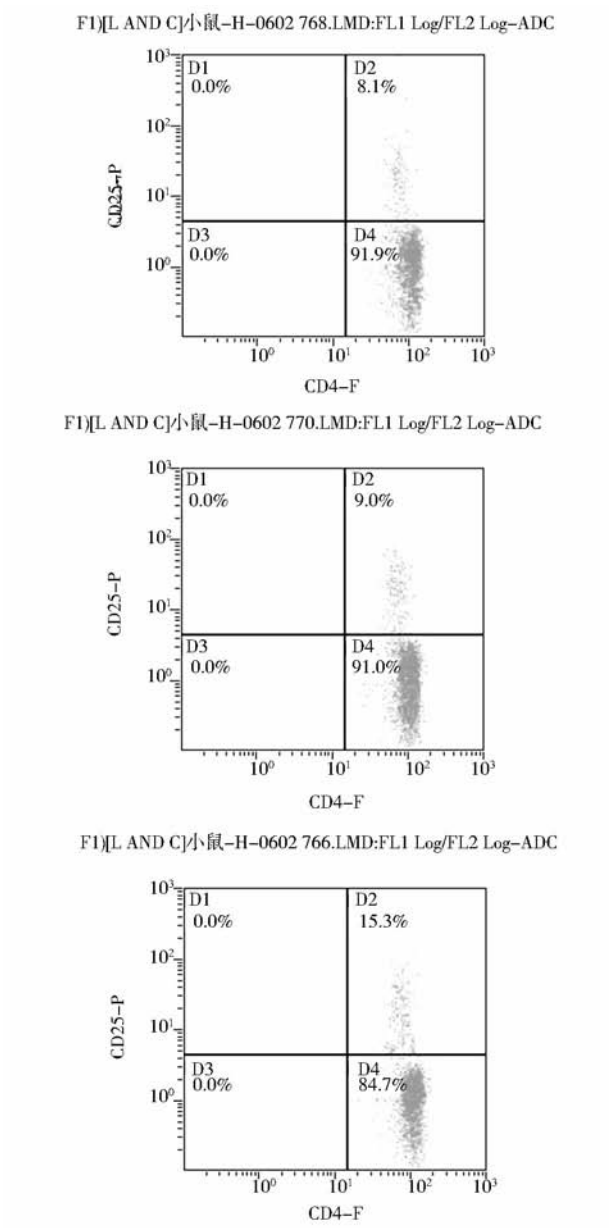 F1)[L AND C]小鼠-H-0602 768.LMD:FL1 Log/FL2 Log-ADC
10³
D1
0.0%
D2
8.1%
10²
CD25-P
10¹
D3
0.0%
D4
91.9%
10⁰
10⁰ 10¹ 10² 10³
CD4-F
F1)[L AND C]小鼠-H-0602 770.LMD:FL1 Log/FL2 Log-ADC
10³
D1
0.0%
D2
9.0%
10²
CD25-P
10¹
D3
0.0%
D4
91.0%
10⁰
10⁰ 10¹ 10² 10³
CD4-F
F1)[L AND C]小鼠-H-0602 766.LMD:FL1 Log/FL2 Log-ADC
10³
D1
0.0%
D2
15.3%
10²
CD25-P
10¹
D3
0.0%
D4
84.7%
10⁰
10⁰ 10¹ 10² 10³
CD4-F